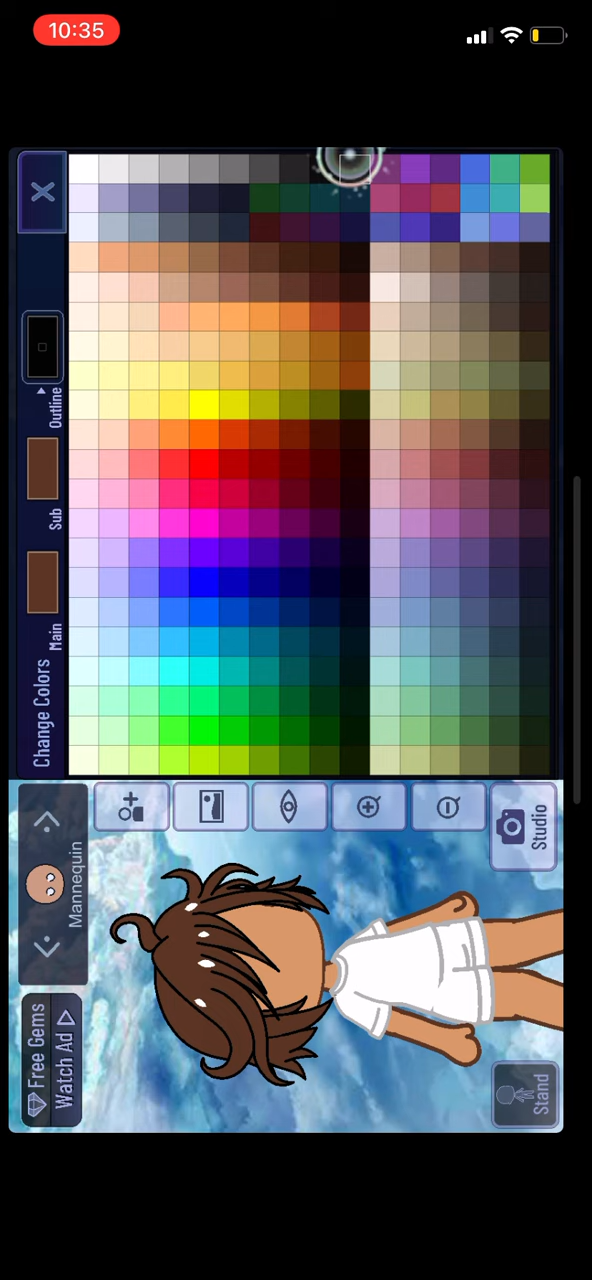 10:35
Change Colors
Main
Sub
Outline
X
Mannequin
Free Gems
Watch Ad
Studio
Stand